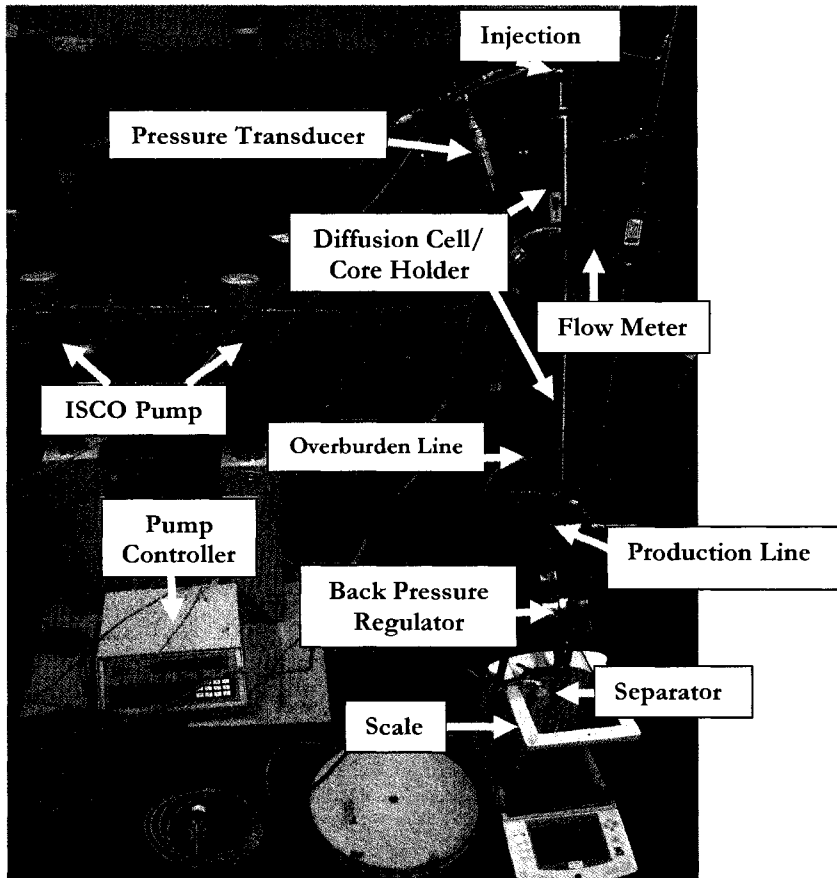 Injection
Pressure Transducer
Diffusion Cell/
Core Holder
Flow Meter
ISCO Pump
Overburden Line
Pump
Controller
Production Line
Back Pressure
Regulator
Separator
Scale